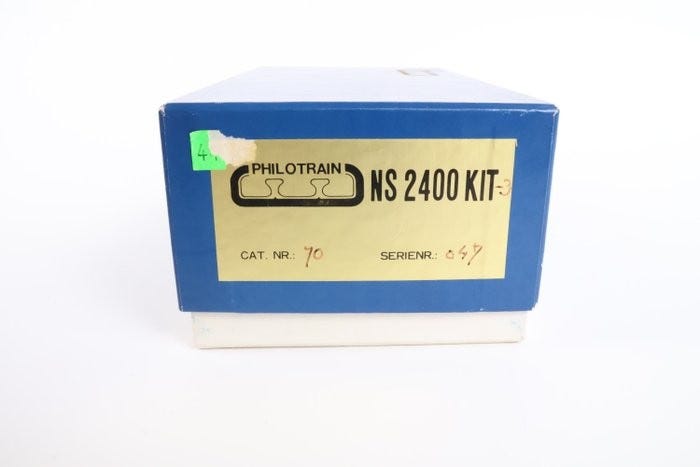 4
PHILOTRAIN
NS 2400 KIT-3
CAT. NR.: 70
SERIENR.: 047